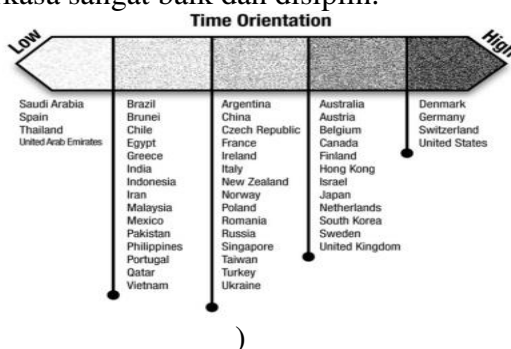 kasa sangat baik dan disiplin.
Time Orientation
Low
High
Saudi Arabia
Spain
Thailand
United Arab Emirates
Brazil
Brunei
Chile
Egypt
Greece
India
Indonesia
Iran
Malaysia
Mexico
Pakistan
Philippines
Portugal
Qatar
Vietnam
Argentina
China
Czech Republic
France
Ireland
Italy
New Zealand
Norway
Poland
Romania
Russia
Singapore
Taiwan
Turkey
Ukraine
Australia
Austria
Belgium
Canada
Finland
Hong Kong
Israel
Japan
Netherlands
South Korea
Sweden
United Kingdom
Denmark
Germany
Switzerland
United States
)